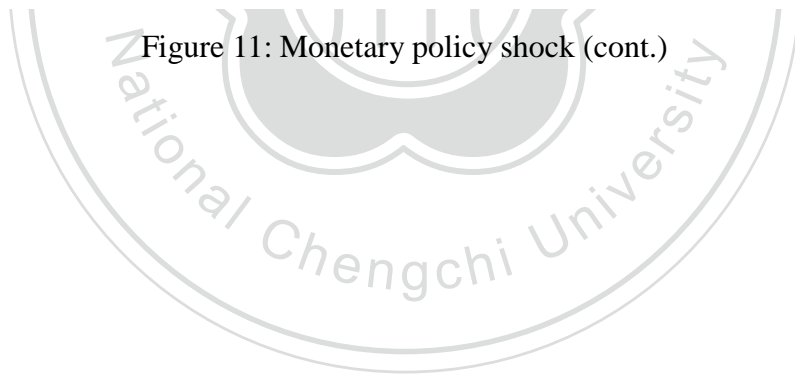 Figure 11: Monetary policy shock (cont.)
National Chengchi University